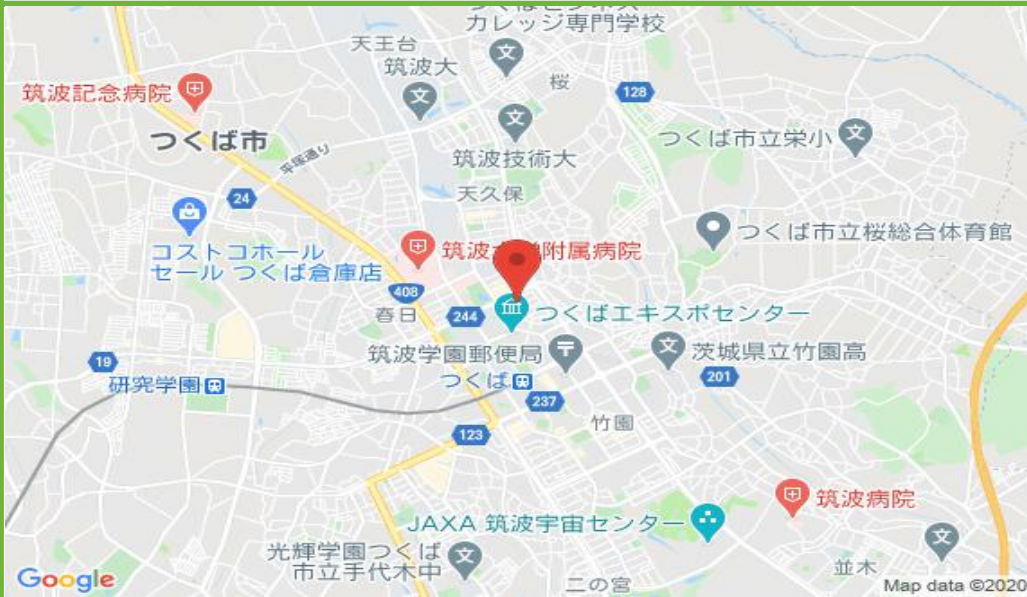 カレッジ専門学校
天王台
筑波大
桜
筑波記念病院
128
つくば市
平塚通り
筑波技術大
つくば市立栄小
天久保
24
コストコホール
セール つくば倉庫店
筑波大 附属病院
つくば市立桜総合体育館
408
春日
244
つくばエキスポセンター
筑波学園郵便局
茨城県立竹園高
19
研究学園
つくば
201
237
竹園
123
筑波病院
JAXA 筑波宇宙センター
光輝学園つくば
市立手代木中
並木
二の宮
Google
Map data ©2020